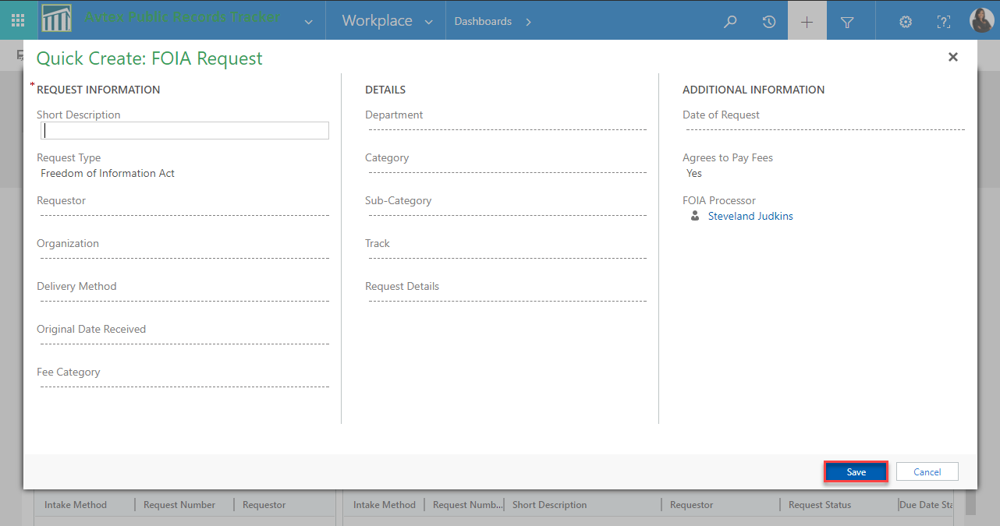 Avtex Public Records Tracker
Workplace
Dashboards
Quick Create: FOIA Request
* REQUEST INFORMATION
Short Description
Request Type
Freedom of Information Act
Requestor
Organization
Delivery Method
Original Date Received
Fee Category
DETAILS
Department
Category
Sub-Category
Track
Request Details
ADDITIONAL INFORMATION
Date of Request
Agrees to Pay Fees
Yes
FOIA Processor
Steveland Judkins
Save Cancel
Intake Method Request Number Requestor Intake Method Request Numb... Short Description Requestor Request Status Due Date Sta